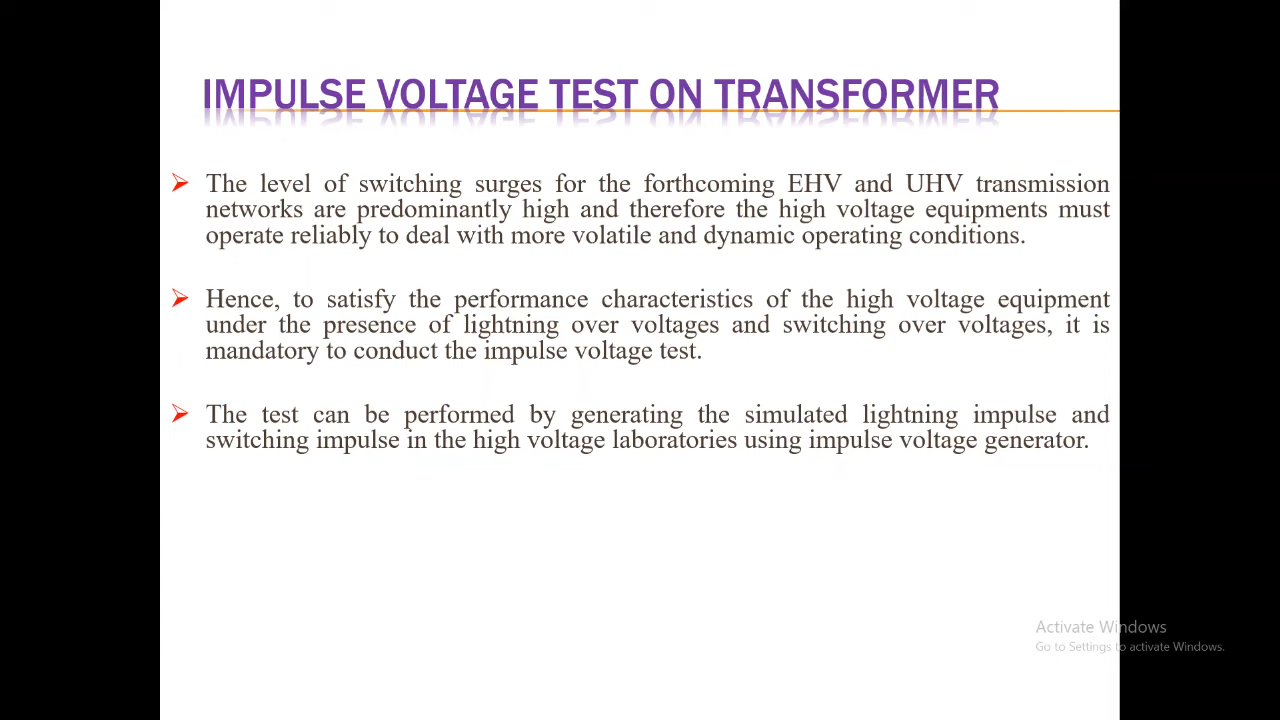 IMPULSE VOLTAGE TEST ON TRANSFORMER
The level of switching surges for the forthcoming EHV and UHV transmission
networks are predominantly high and therefore the high voltage equipments must
operate reliably to deal with more volatile and dynamic operating conditions.
Hence, to satisfy the performance characteristics of the high voltage equipment
under the presence of lightning over voltages and switching over voltages, it is
mandatory to conduct the impulse voltage test.
The test can be performed by generating the simulated lightning impulse and
switching impulse in the high voltage laboratories using impulse voltage generator.
Activate Windows
Go to Settings to activate Windows.